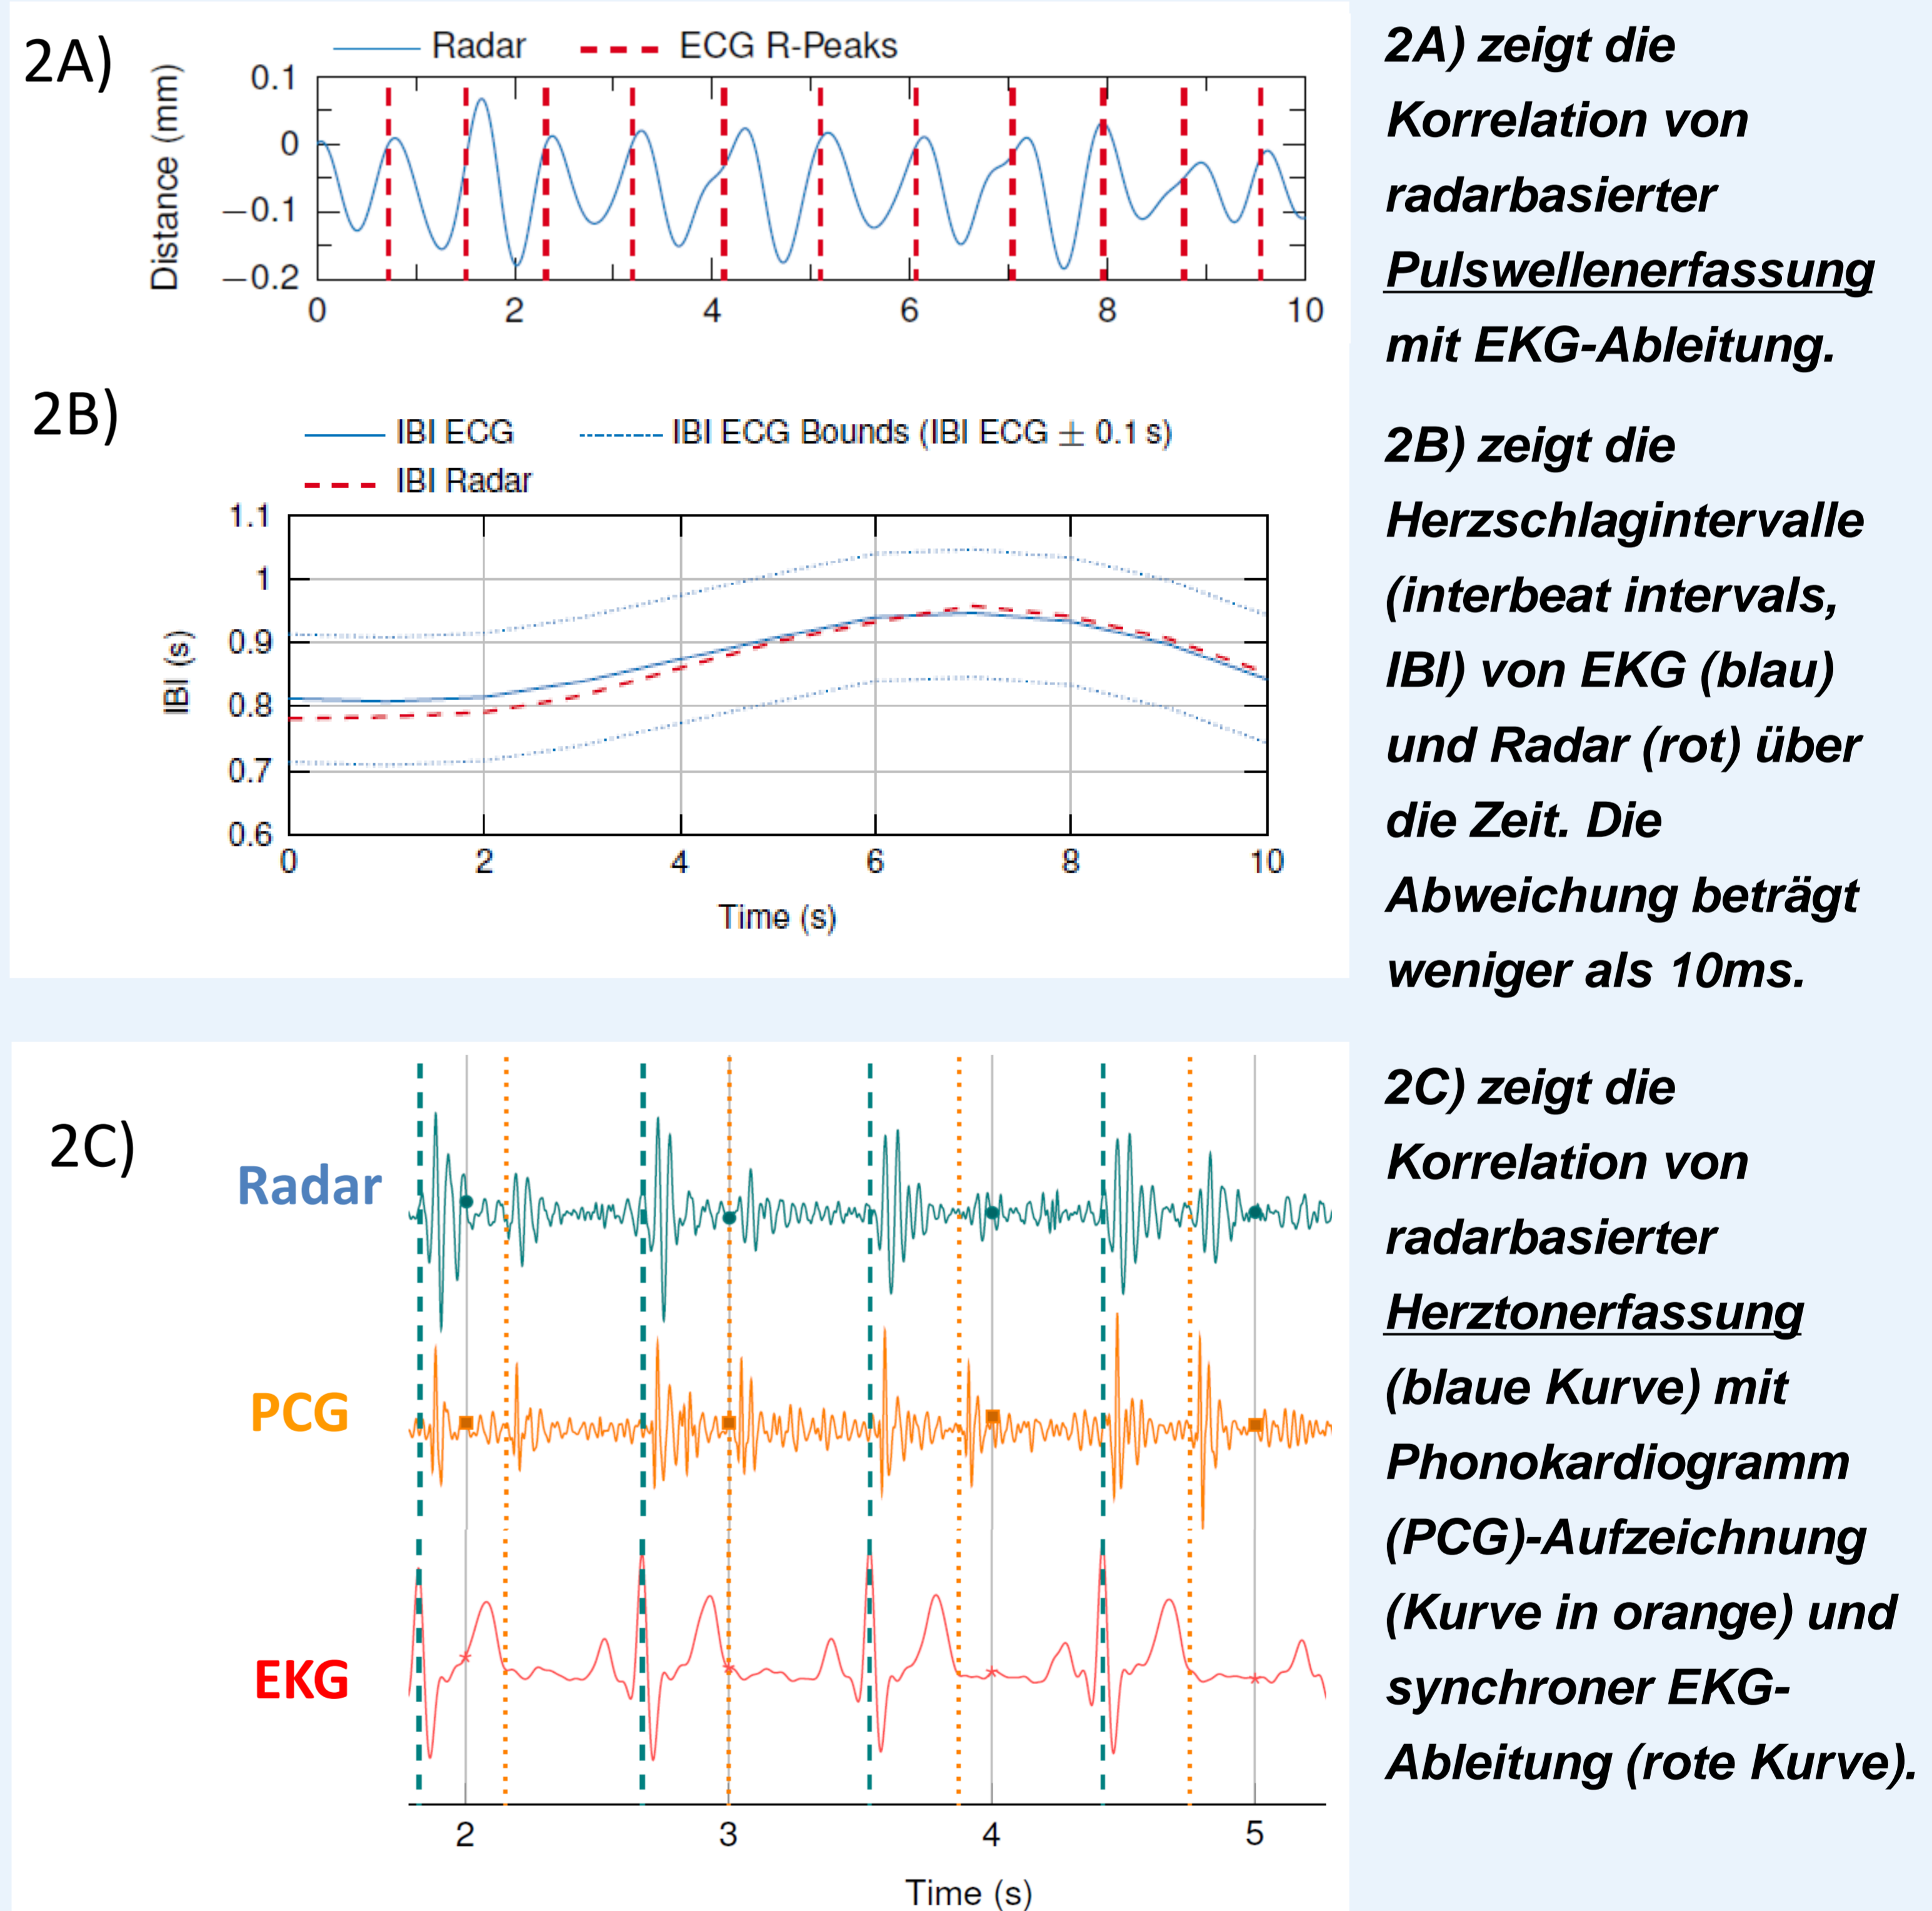 2A)
Radar
ECG R-Peaks
Distance (mm)
0.1
0
−0.1
−0.2
0 2 4 6 8 10
2A) zeigt die
Korrelation von
radarbasierter
Pulswellenerfassung
mit EKG-Ableitung.
2B)
IBI ECG
IBI ECG Bounds (IBI ECG ± 0.1 s)
IBI Radar
IBI (s)
1.1
1
0.9
0.8
0.7
0.6
0 2 4 6 8 10
Time (s)
2B) zeigt die
Herzschlagintervalle
(interbeat intervals,
IBI) von EKG (blau)
und Radar (rot) über
die Zeit. Die
Abweichung beträgt
weniger als 10ms.
2C)
Radar
PCG
EKG
2 3 4 5
Time (s)
2C) zeigt die
Korrelation von
radarbasierter
Herztonerfassung
(blaue Kurve) mit
Phonokardiogramm
(PCG)-Aufzeichnung
(Kurve in orange) und
synchroner EKG-
Ableitung (rote Kurve).